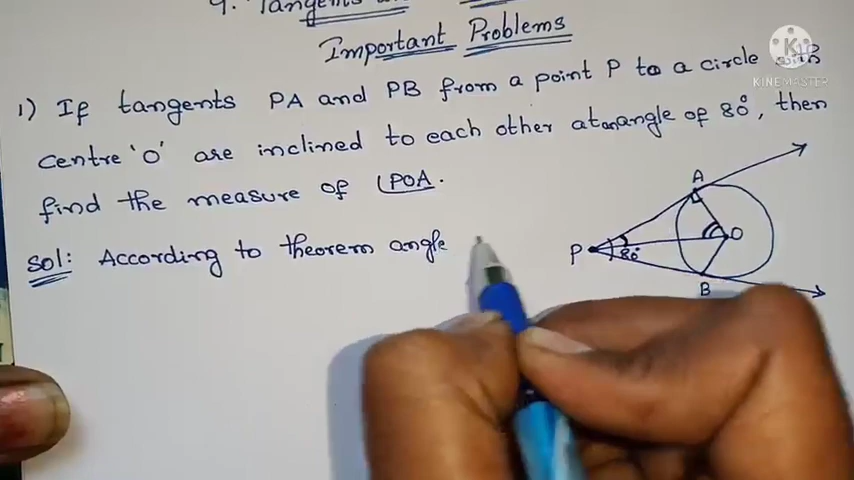 9. Tangents
Important Problems
1) If tangents PA and PB from a point P to a circle with
centre 'O' are inclined to each other at an angle of 80°, then
find the measure of ∠POA.
Sol: According to theorem angle
A
P
80°
O
B
K
KINEMASTER